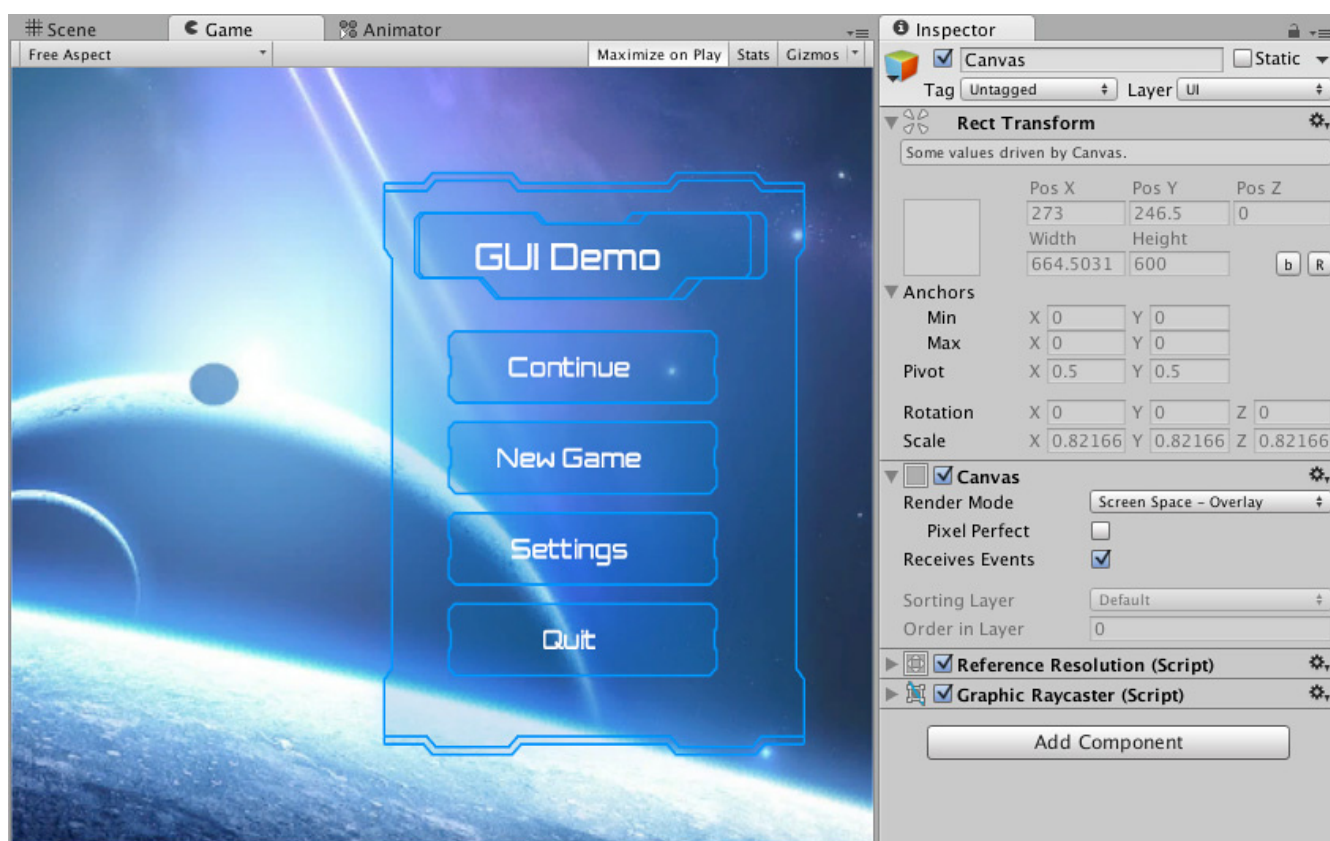 Scene
Game
Animator
Free Aspect
Maximize on Play
Stats
Gizmos
GUI Demo
Continue
New Game
Settings
Quit
Inspector
Canvas
Static
Tag Untagged Layer UI
Rect Transform
Some values driven by Canvas.
Pos X Pos Y Pos Z
273 246.5 0
Width Height
664.5031 600
b R
Anchors
Min X 0 Y 0
Max X 0 Y 0
Pivot X 0.5 Y 0.5
Rotation X 0 Y 0 Z 0
Scale X 0.82166 Y 0.82166 Z 0.82166
Canvas
Render Mode Screen Space – Overlay
Pixel Perfect
Receives Events
Sorting Layer Default
Order in Layer 0
Reference Resolution (Script)
Graphic Raycaster (Script)
Add Component